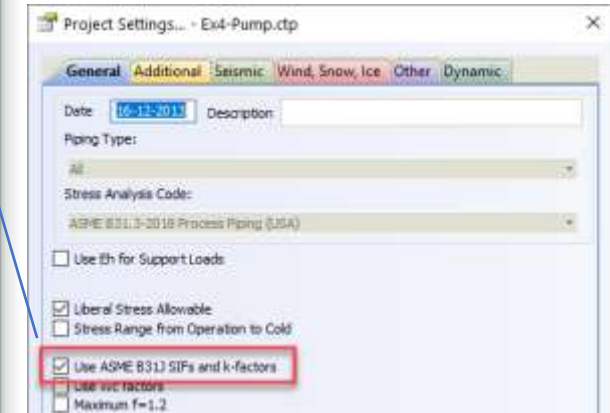 Project Settings... - Ex4-Pump.ctp
General Additional Seismic Wind, Snow, Ice Other Dynamic
Date 16-12-2013 Description
Piping Type:
All
Stress Analysis Code:
ASME B31.3-2018 Process Piping (USA)
Use Eh for Support Loads
Liberal Stress Allowable
Stress Range from Operation to Cold
Use ASME B31J SIFs and k-factors
Use Wc factors
Maximum f=1.2